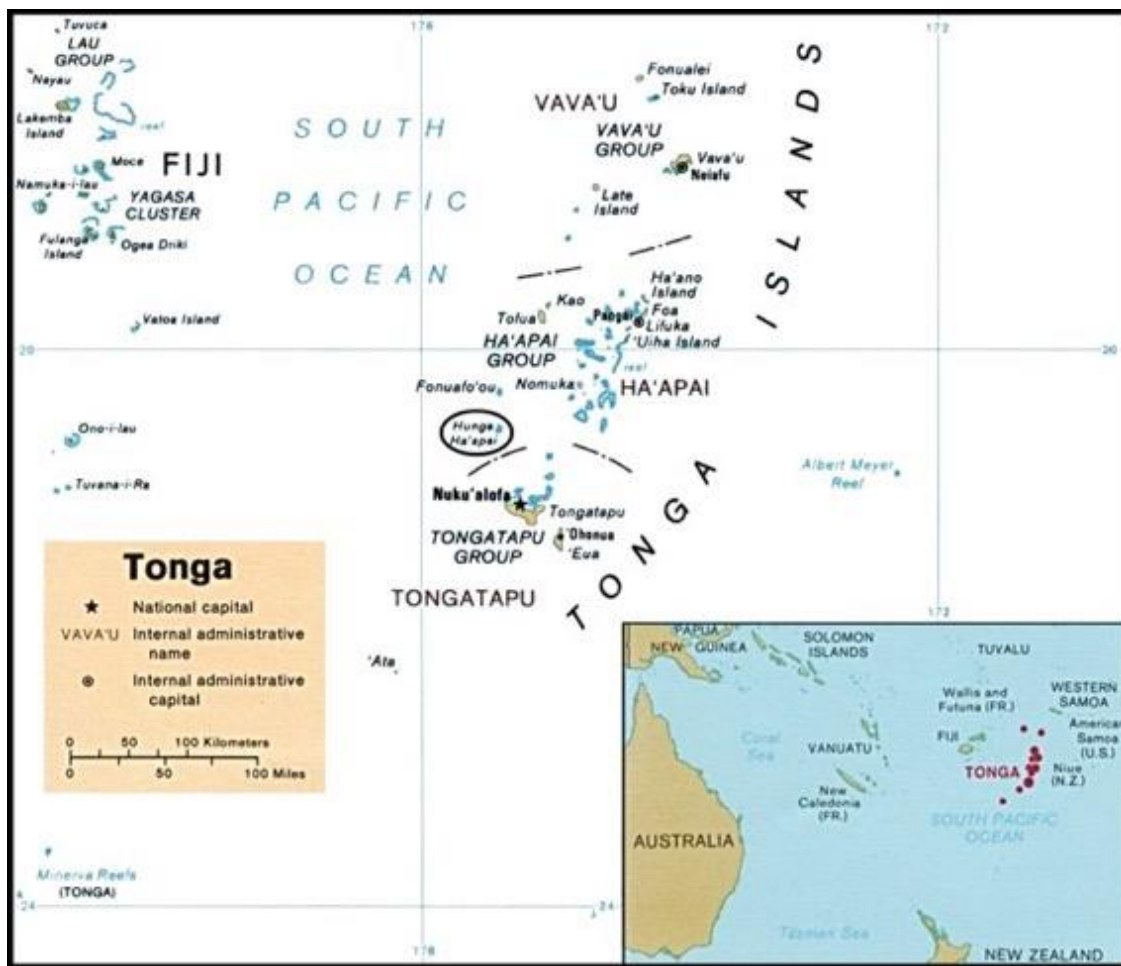 Tuvuca
LAU
GROUP
Nayau
Lakemba
Island
reef
Moce
FIJI
Namuka-i-lau
YAGASA
CLUSTER
Fulanga
Island
Ogea Driki
Vatoa Island
Ono-i-lau
Tuvana-i-Ra
176
172
SOUTH
PACIFIC
OCEAN
Fonualei
Toku Island
VAVA'U
VAVA'U
GROUP
Vava'u
Neiafu
Late
Island
Ha'ano
Island
Kao
Foa
Pangai
Tofua
Lifuka
'Uiha Island
HA'APAI
GROUP
20
20
reef
Fonuafo'ou
Nomuka
HA'APAI
Hunga
Ha'apai
Albert Meyer
Reef
Nuku'alofa
Tongatapu
TONGATAPU
GROUP
'Ohonua
'Eua
TONGATAPU
TONGA ISLANDS
'Ata
Tonga
National capital
VAVA'U Internal administrative
name
Internal administrative
capital
0 50 100 Kilometers
0 50 100 Miles
Minerva Reefs
(TONGA)
24
24
176
172
PAPUA
NEW GUINEA
SOLOMON
ISLANDS
TUVALU
Wallis and
Futuna (FR.)
WESTERN
SAMOA
American
Samoa
(U.S.)
Coral
Sea
VANUATU
FIJI
TONGA
Niue
(N.Z.)
New
Caledonia
(FR.)
SOUTH PACIFIC
OCEAN
AUSTRALIA
Tasman Sea
NEW ZEALAND